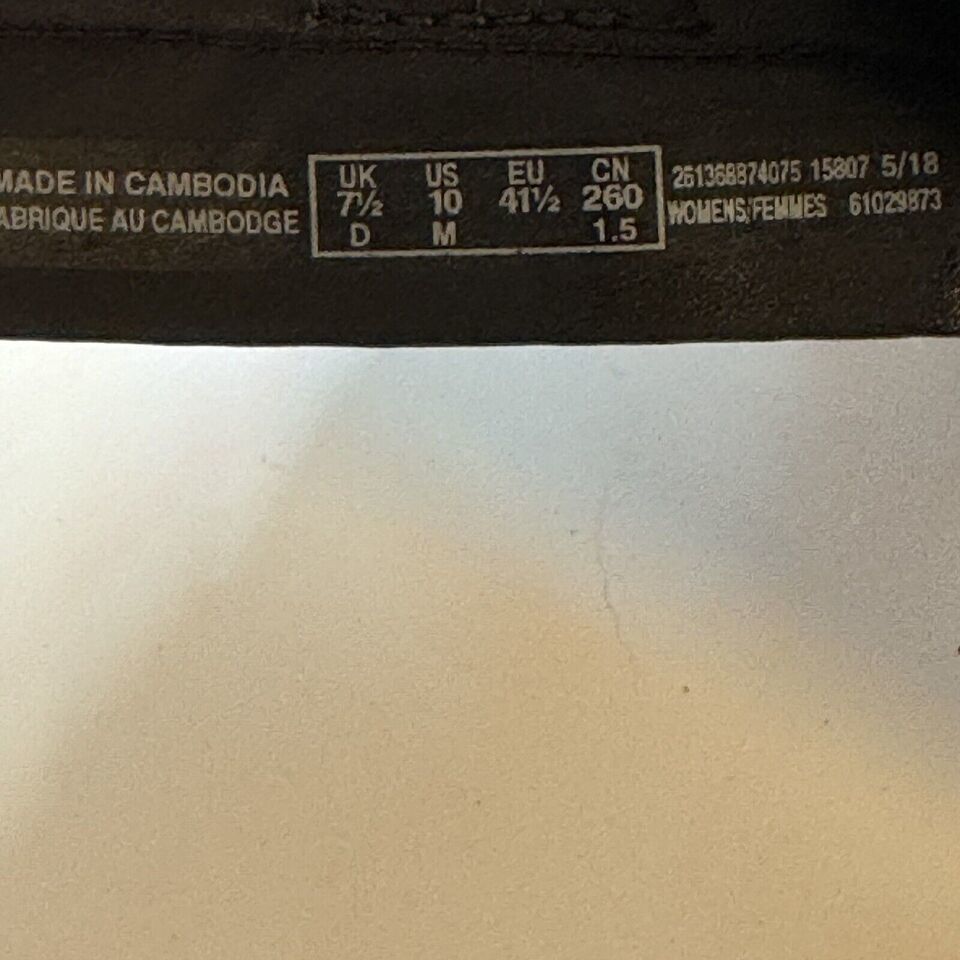 MADE IN CAMBODIA
FABRIQUE AU CAMBODGE
UK US EU CN
7½ 10 41½ 260
D M 1.5
261368874075 15807 5/18
WOMENS/FEMMES 61029873